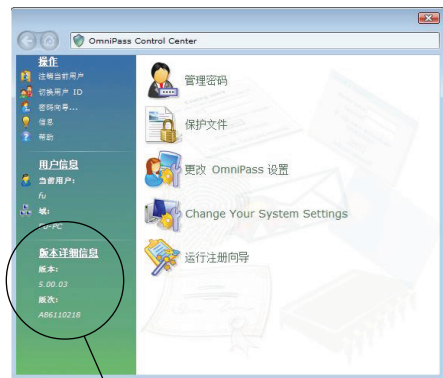 OmniPass Control Center
操作
注销当前用户
切换用户 ID
密码向导...
信息
帮助
用户信息
当前用户:
fu
域:
FU-PC
版本详细信息
版本:
5.00.03
版次:
A86110218
管理密码
保护文件
更改 OmniPass 设置
Change Your System Settings
运行注册向导